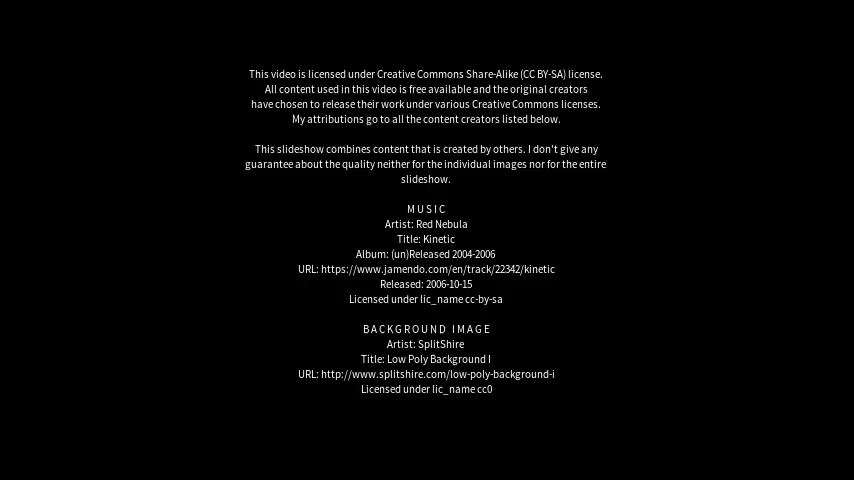 This video is licensed under Creative Commons Share-Alike (CC BY-SA) license.
All content used in this video is free available and the original creators
have chosen to release their work under various Creative Commons licenses.
My attributions go to all the content creators listed below.
This slideshow combines content that is created by others. I don't give any
guarantee about the quality neither for the individual images nor for the entire
slideshow.
MUSIC
Artist: Red Nebula
Title: Kinetic
Album: (un)Released 2004-2006
URL: https://www.jamendo.com/en/track/22342/kinetic
Released: 2006-10-15
Licensed under lic_name cc-by-sa
BACKGROUND IMAGE
Artist: SplitShire
Title: Low Poly Background I
URL: http://www.splitshire.com/low-poly-background-i
Licensed under lic_name cc0